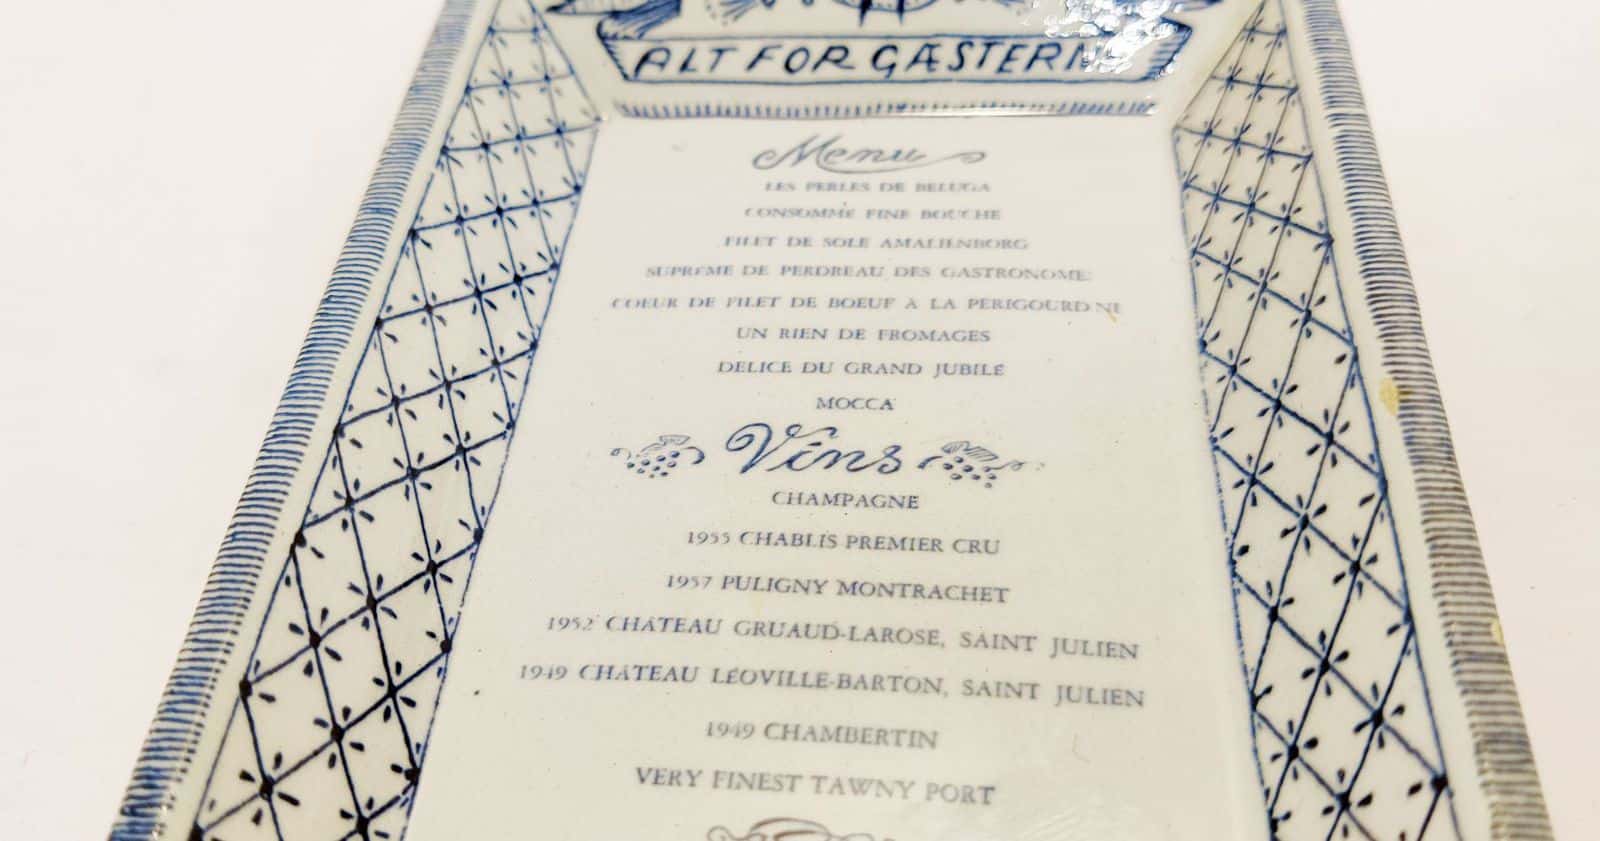 ALT FOR GÆSTERN
Menu
LES PERLES DE BELUGA
CONSOMMÉ FINE BOUCHE
FILET DE SOLE AMALIENBORG
SUPRÊME DE PERDREAU DES GASTRONOMES
COEUR DE FILET DE BOEUF A LA PERIGOURDINE
UN RIEN DE FROMAGES
DELICE DU GRAND JUBILÉ
MOCCA
Vins
CHAMPAGNE
1955 CHABLIS PREMIER CRU
1957 PULIGNY MONTRACHET
1952 CHATEAU GRUAUD-LAROSE, SAINT JULIEN
1949 CHATEAU LÉOVILLE-BARTON, SAINT JULIEN
1949 CHAMBERTIN
VERY FINEST TAWNY PORT